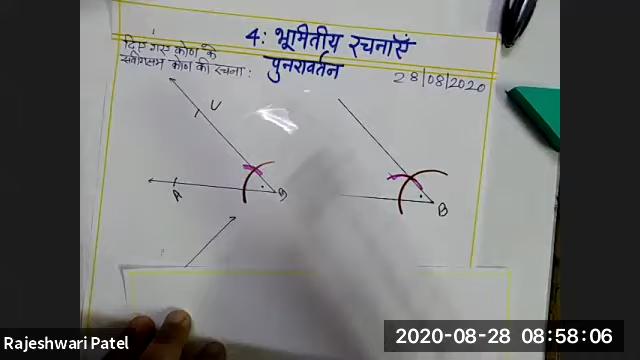 4: भूमितीय रचनाएँ
पुनरावर्तन
28/08/2020
दिए गए कोण के
सर्वांगसम कोण की रचना :
U
A
B
B
Rajeshwari Patel
2020-08-28 08:58:06